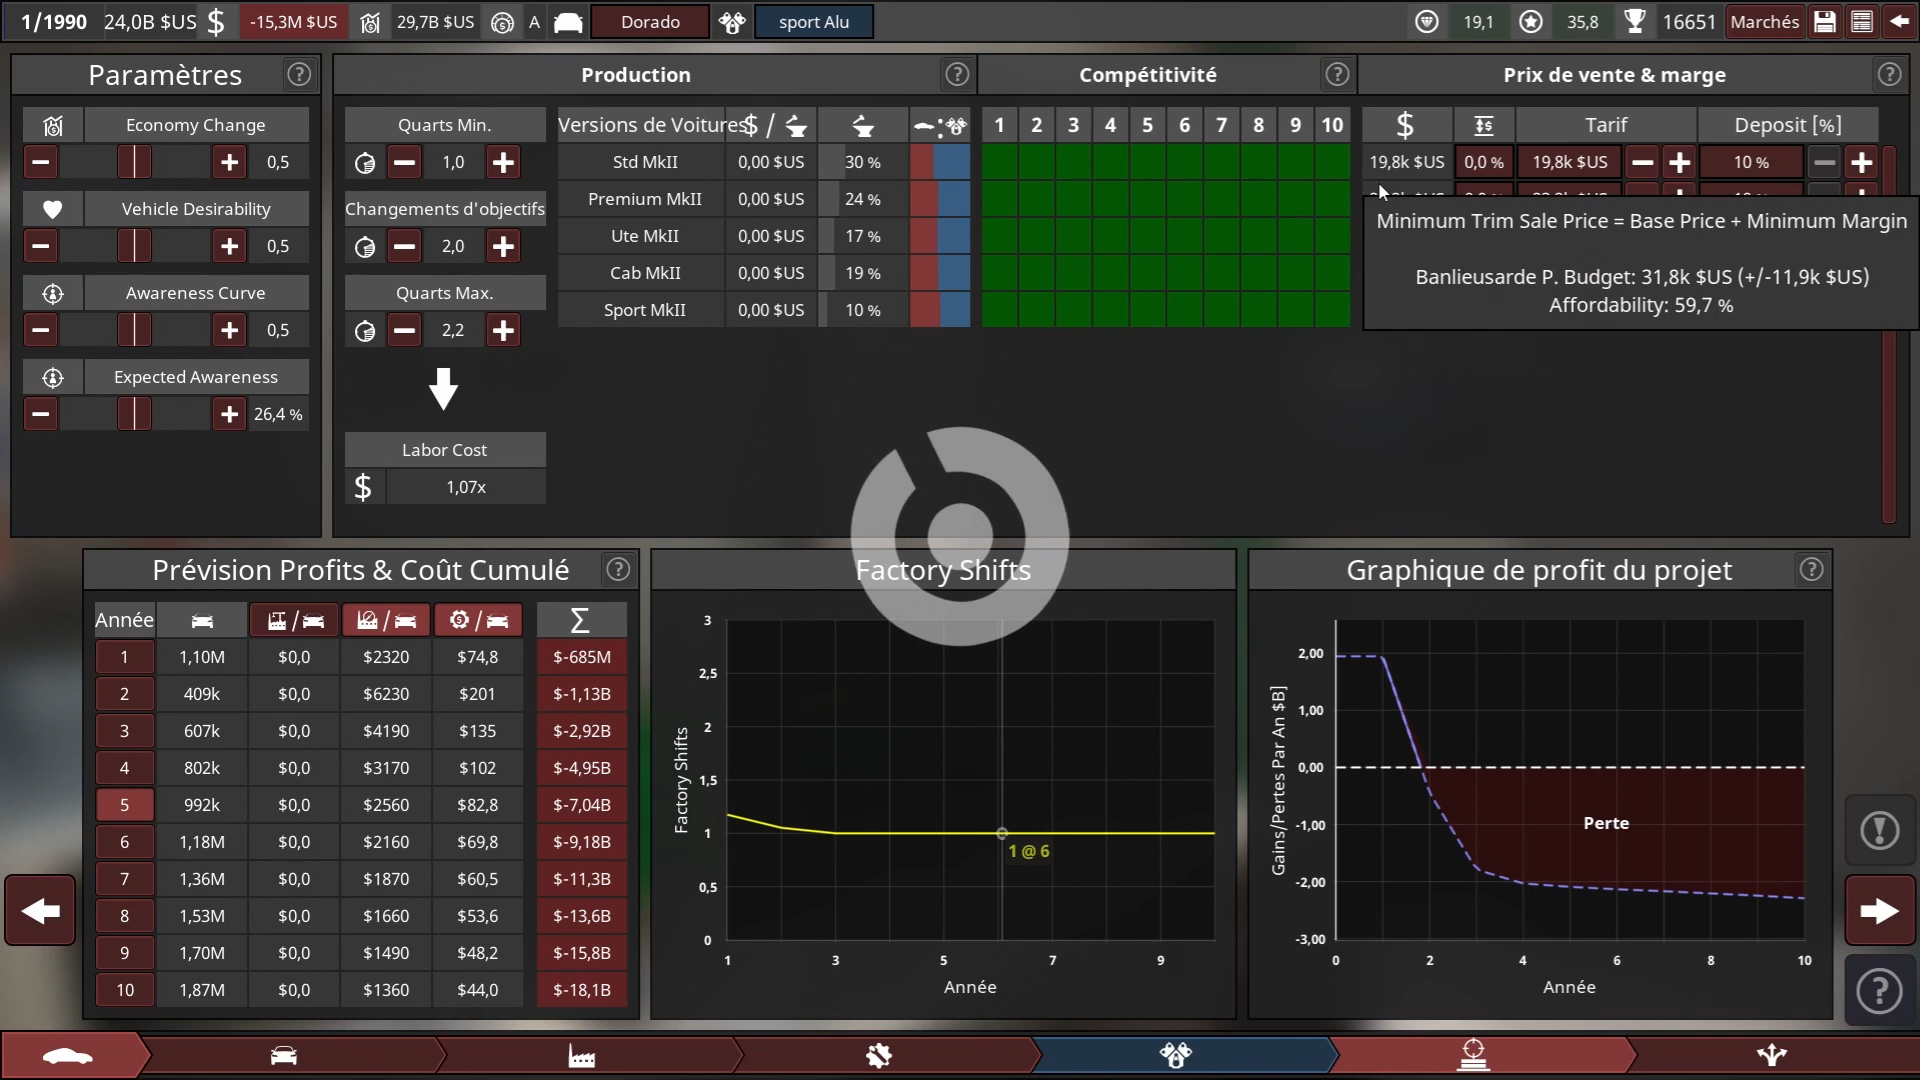 1/1990 24,0B $US $ -15,3M $US 29,7B $US A Dorado sport Alu 19,1 35,8 16651 Marchés
Paramètres ?
Economy Change
0,5
Vehicle Desirability
0,5
Awareness Curve
0,5
Expected Awareness
26,4 %
Production ?
Quarts Min.
1,0
Changements d'objectifs
2,0
Quarts Max.
2,2
Labor Cost
$ 1,07x
Versions de Voitures $ /
Std MkII 0,00 $US 30 %
Premium MkII 0,00 $US 24 %
Ute MkII 0,00 $US 17 %
Cab MkII 0,00 $US 19 %
Sport MkII 0,00 $US 10 %
Compétitivité ?
1 2 3 4 5 6 7 8 9 10
Prix de vente & marge ?
$ Tarif Deposit [%]
19,8k $US 0,0 % 19,8k $US 10 %
Minimum Trim Sale Price = Base Price + Minimum Margin
Banlieusarde P. Budget: 31,8k $US (+/-11,9k $US)
Affordability: 59,7 %
Prévision Profits & Coût Cumulé ?
Année / / / Σ
1 1,10M $0,0 $2320 $74,8 $-685M
2 409k $0,0 $6230 $201 $-1,13B
3 607k $0,0 $4190 $135 $-2,92B
4 802k $0,0 $3170 $102 $-4,95B
5 992k $0,0 $2560 $82,8 $-7,04B
6 1,18M $0,0 $2160 $69,8 $-9,18B
7 1,36M $0,0 $1870 $60,5 $-11,3B
8 1,53M $0,0 $1660 $53,6 $-13,6B
9 1,70M $0,0 $1490 $48,2 $-15,8B
10 1,87M $0,0 $1360 $44,0 $-18,1B
Factory Shifts
Factory Shifts
3
2,5
2
1,5
1
0,5
0
1 @ 6
1 3 5 7 9
Année
Graphique de profit du projet ?
Gains/Pertes Par An $B]
2,00
1,00
0,00
-1,00
-2,00
-3,00
Perte
0 2 4 6 8 10
Année
?